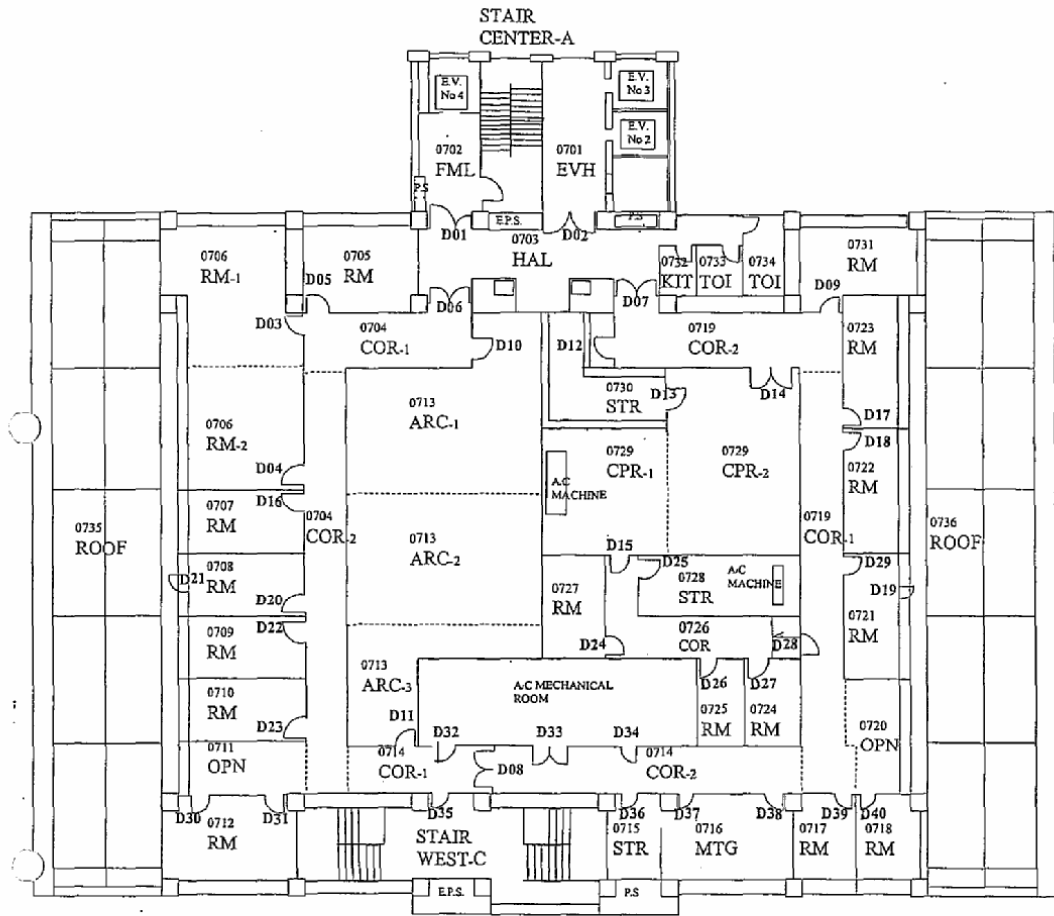 STAIR
CENTER-A
E.V.
No 4
E.V.
No 3
E.V.
No 2
0702
FML
0701
EVH
P.S
D01
E.P.S.
D02
P.S
0703
HAL
0706
RM-1
D05
0705
RM
0732
KIT
0733
TOI
0734
TOI
0731
RM
D09
D03
D06
D07
0704
COR-1
D10
D12
0719
COR-2
0723
RM
0713
ARC-1
0730
STR
D13
D14
D17
D18
0706
RM-2
D04
0729
CPR-1
0729
CPR-2
A/C
MACHINE
0722
RM
D16
0707
RM
0704
COR-2
0719
COR-1
0735
ROOF
0736
ROOF
0713
ARC-2
D15
D25
D29
D21
0708
RM
D20
0727
RM
0728
STR
A/C
MACHINE
D19
0721
RM
D22
0709
RM
D24
0726
COR
D28
0713
ARC-3
A/C MECHANICAL
ROOM
D26
D27
0710
RM
D23
D11
0725
RM
0724
RM
0720
OPN
0711
OPN
D32
D33
D34
0714
COR-1
D08
0714
COR-2
D30
D31
D35
D36
D37
D38
D39
D40
0712
RM
STAIR
WEST-C
0715
STR
0716
MTG
0717
RM
0718
RM
E.P.S.
P.S